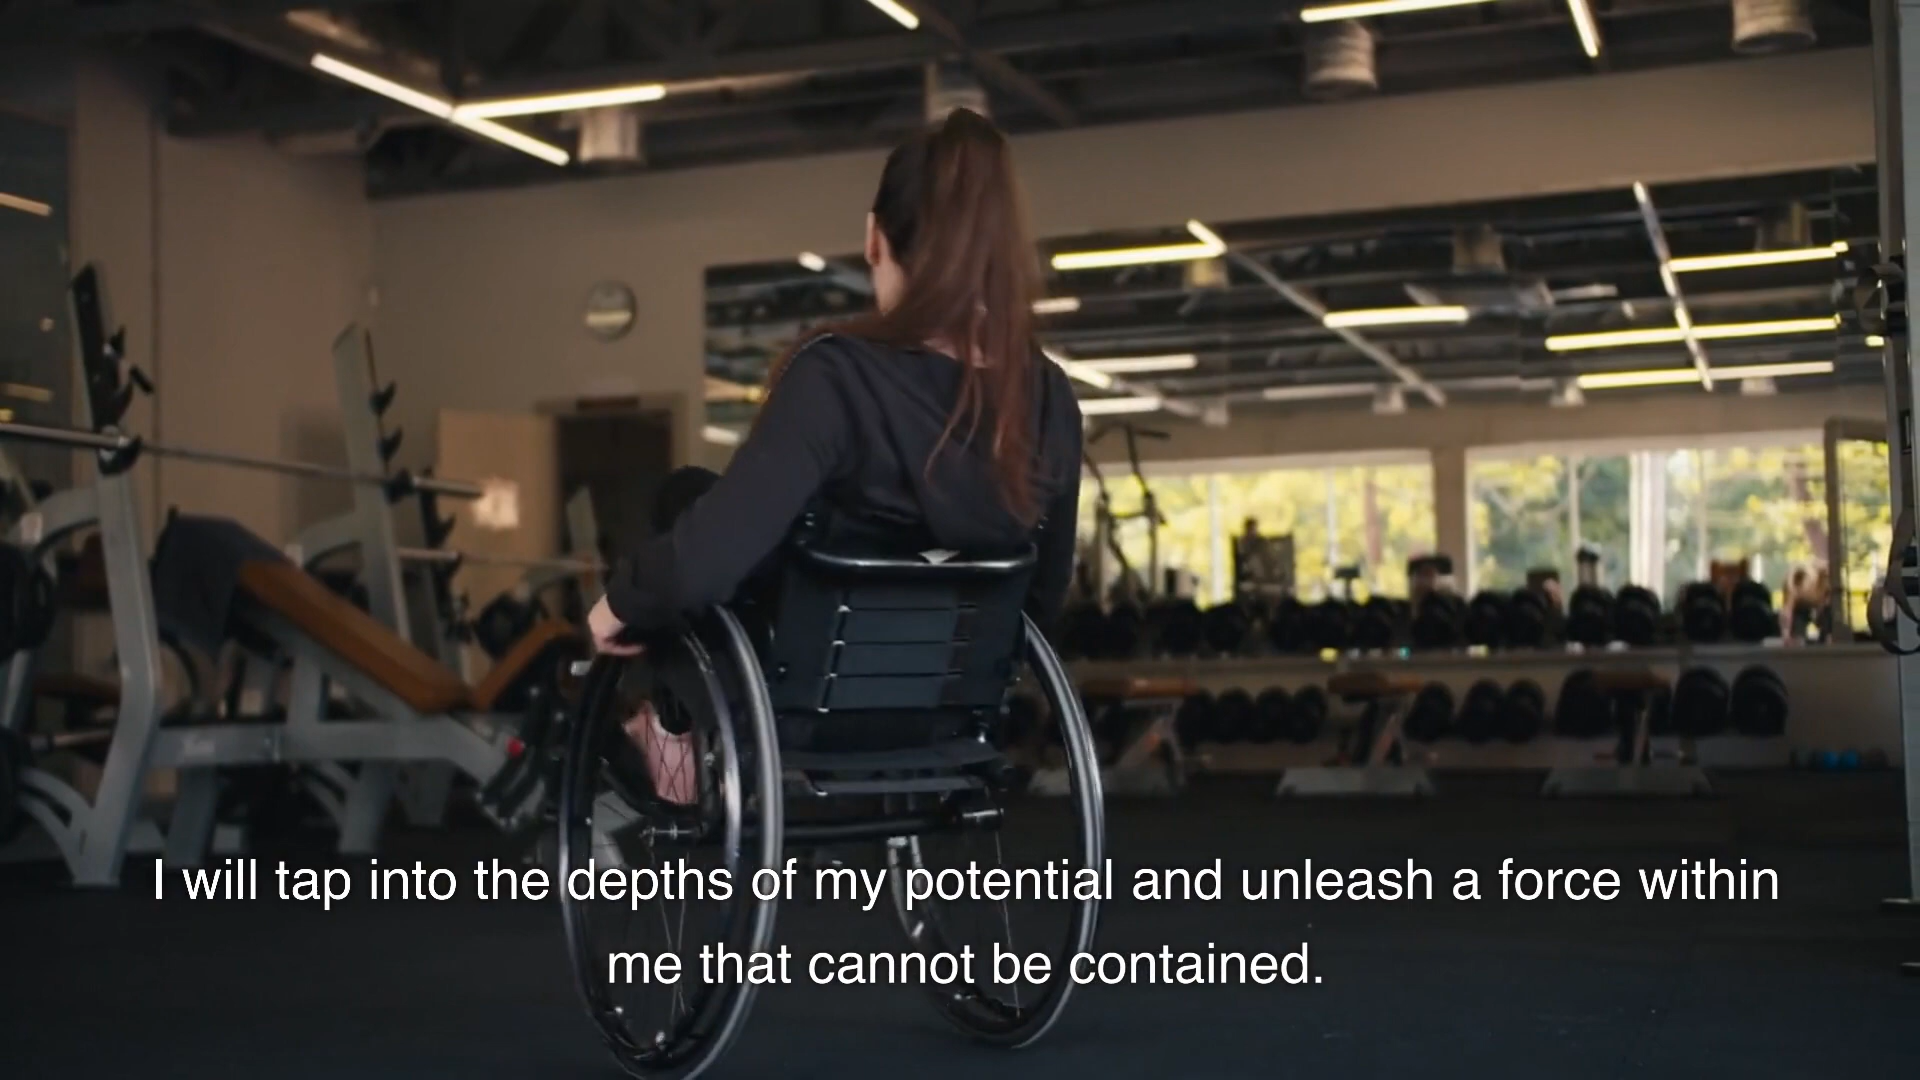 I will tap into the depths of my potential and unleash a force within
me that cannot be contained.